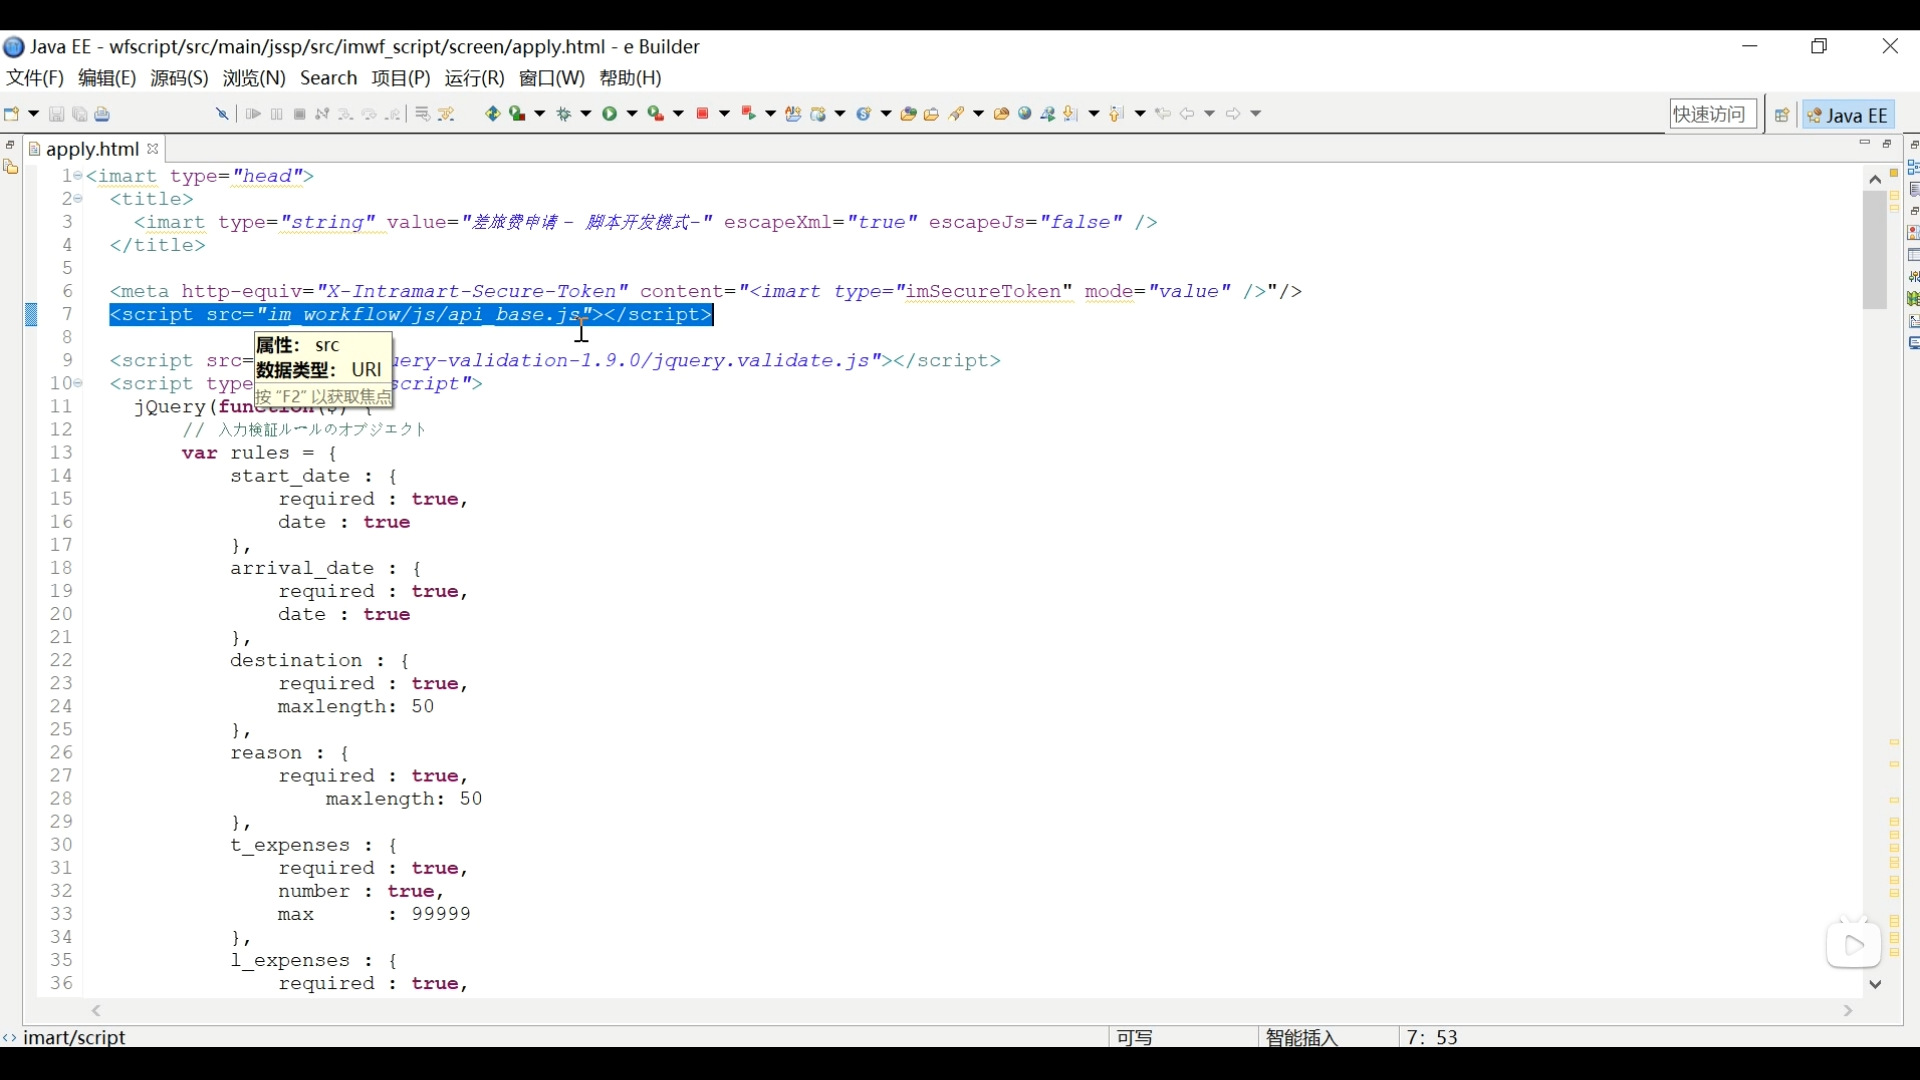 Java EE - wfscript/src/main/jssp/src/imwf_script/screen/apply.html - e Builder
文件(F) 编辑(E) 源码(S) 浏览(N) Search 项目(P) 运行(R) 窗口(W) 帮助(H)
快速访问 Java EE
apply.html
1 <imart type="head">
2 <title>
3 <imart type="string" value="差旅费申请 - 脚本开发模式-" escapeXml="true" escapeJs="false" />
4 </title>
5
6 <meta http-equiv="X-Intramart-Secure-Token" content="<imart type="imSecureToken" mode="value" />"/>
7 <script src="im_workflow/js/api_base.js"></script>
8
属性: src
9 <script src= uery-validation-1.9.0/jquery.validate.js"></script>
数据类型: URI
10 <script type script">
按 "F2" 以获取焦点
11 jQuery(function($) {
12 // 入力検証ルールのオブジェクト
13 var rules = {
14 start_date : {
15 required : true,
16 date : true
17 },
18 arrival_date : {
19 required : true,
20 date : true
21 },
22 destination : {
23 required : true,
24 maxlength: 50
25 },
26 reason : {
27 required : true,
28 maxlength: 50
29 },
30 t_expenses : {
31 required : true,
32 number : true,
33 max : 99999
34 },
35 l_expenses : {
36 required : true,
imart/script 可写 智能插入 7: 53